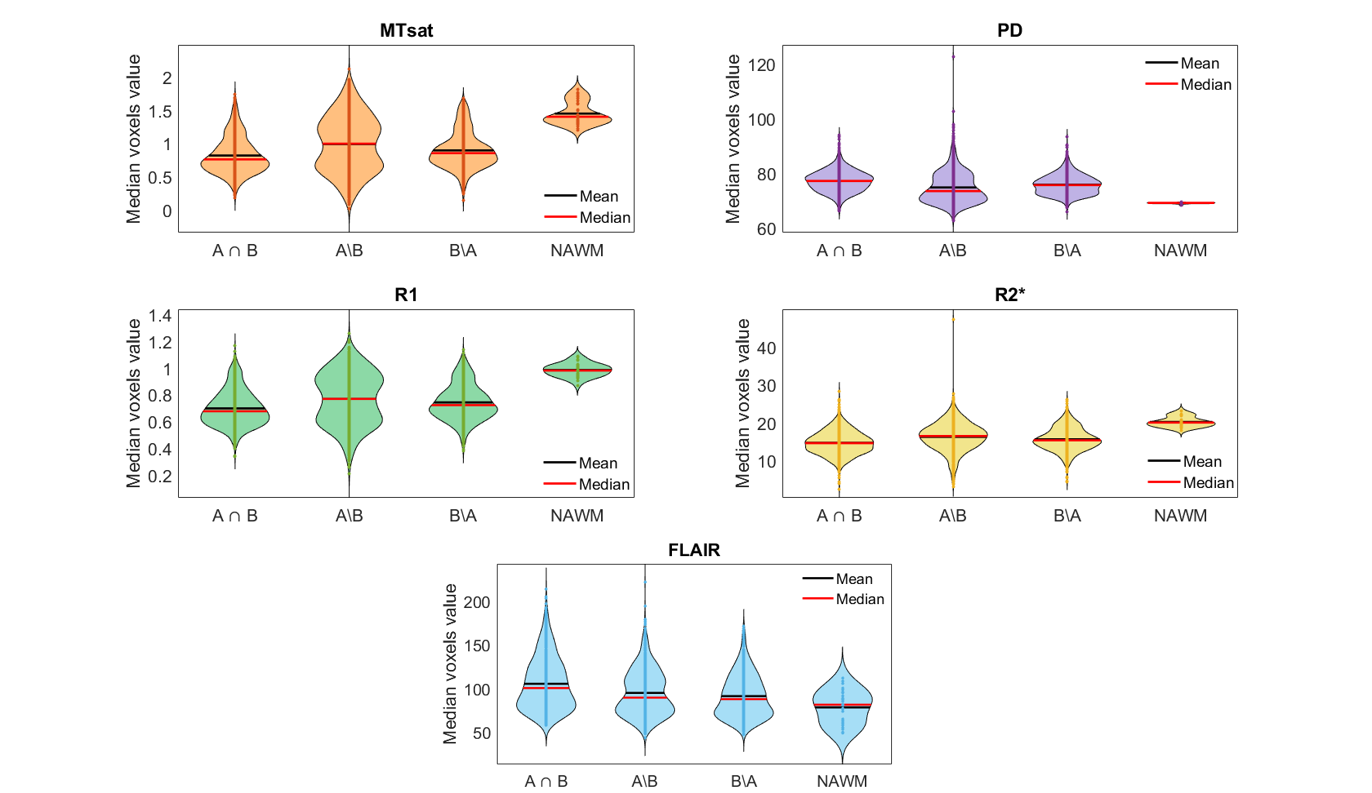 MTsat
Median voxels value
2
1.5
1
0.5
0
Mean
Median
A ∩ B A\B B\A NAWM
PD
Median voxels value
120
100
80
60
Mean
Median
A ∩ B A\B B\A NAWM
R1
Median voxels value
1.4
1.2
1
0.8
0.6
0.4
0.2
Mean
Median
A ∩ B A\B B\A NAWM
R2*
Median voxels value
40
30
20
10
Mean
Median
A ∩ B A\B B\A NAWM
FLAIR
Median voxels value
200
150
100
50
Mean
Median
A ∩ B A\B B\A NAWM